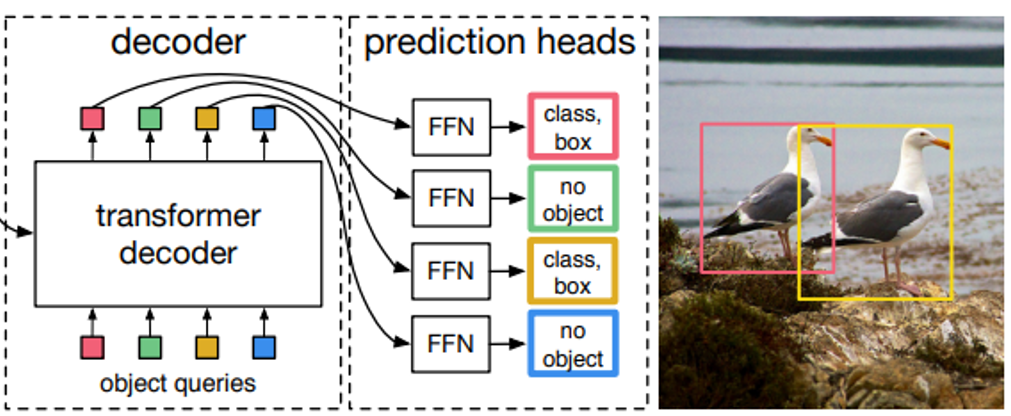 decoder
prediction heads
transformer
decoder
object queries
FFN
class,
box
FFN
no
object
FFN
class,
box
FFN
no
object